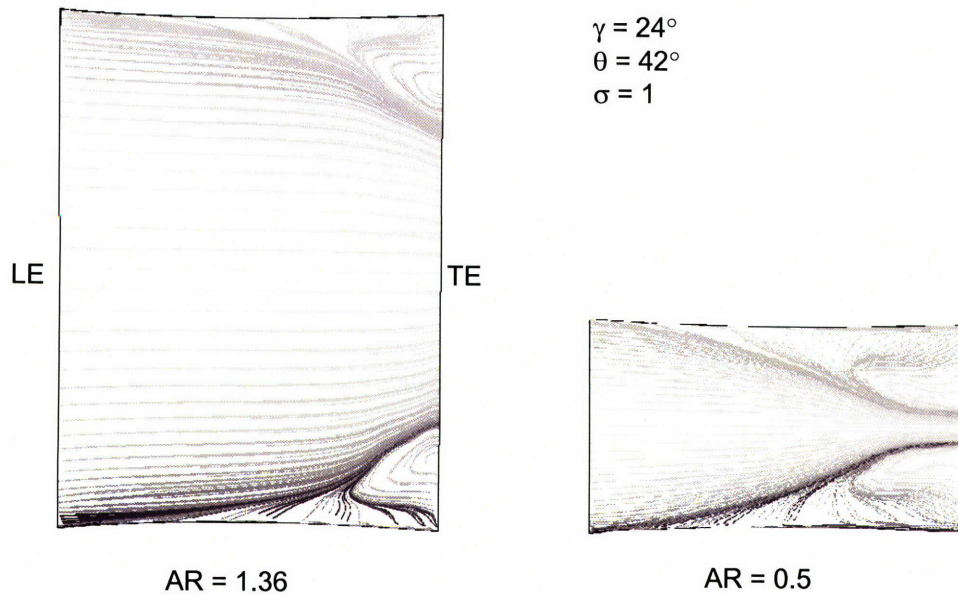 γ = 24°
θ = 42°
σ = 1
LE
TE
AR = 1.36
AR = 0.5